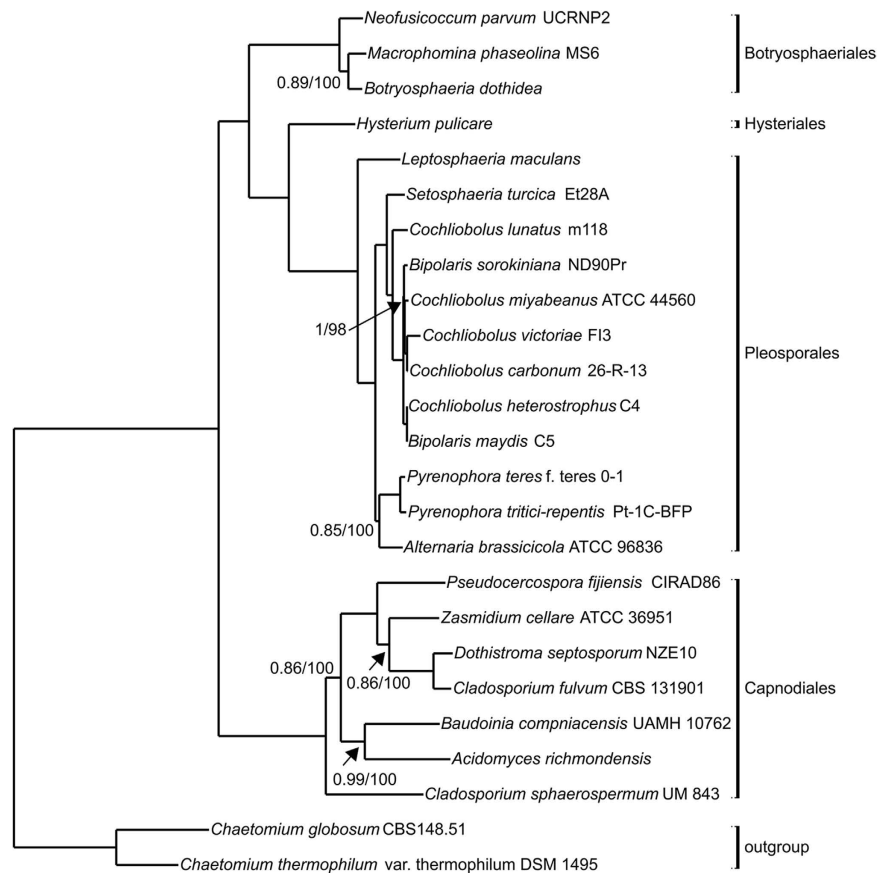 Neofusicoccum parvum UCRNP2
Macrophomina phaseolina MS6
Botryosphaeriales
0.89/100
Botryosphaeria dothidea
Hysterium pulicare
Hysteriales
Leptosphaeria maculans
Setosphaeria turcica Et28A
Cochliobolus lunatus m118
Bipolaris sorokiniana ND90Pr
Cochliobolus miyabeanus ATCC 44560
1/98
Cochliobolus victoriae FI3
Pleosporales
Cochliobolus carbonum 26-R-13
Cochliobolus heterostrophus C4
Bipolaris maydis C5
Pyrenophora teres f. teres 0-1
Pyrenophora tritici-repentis Pt-1C-BFP
0.85/100
Alternaria brassicicola ATCC 96836
Pseudocercospora fijiensis CIRAD86
Zasmidium cellare ATCC 36951
Dothistroma septosporum NZE10
0.86/100
0.86/100
Cladosporium fulvum CBS 131901
Capnodiales
Baudoinia compniacensis UAMH 10762
Acidomyces richmondensis
0.99/100
Cladosporium sphaerospermum UM 843
Chaetomium globosum CBS148.51
outgroup
Chaetomium thermophilum var. thermophilum DSM 1495